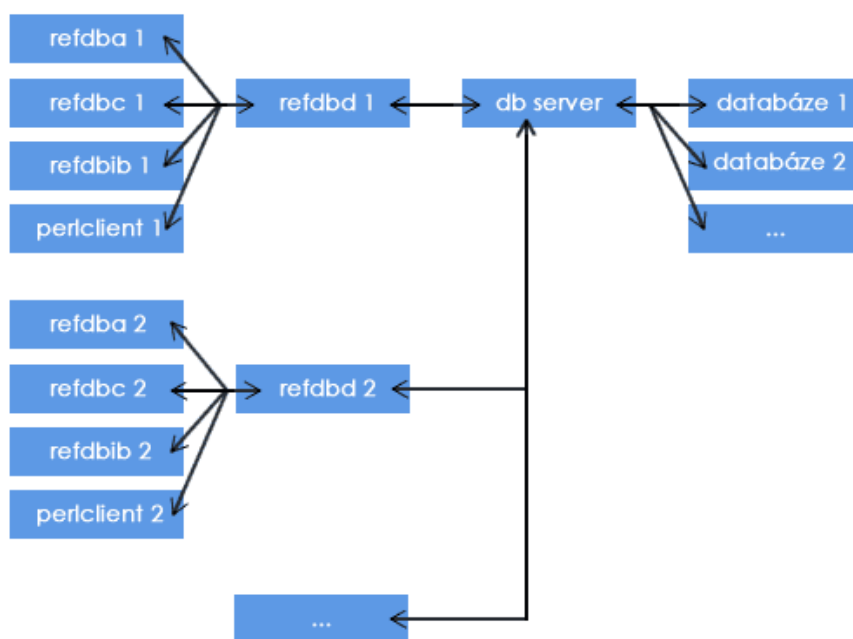 refdba 1
refdbc 1
refdbd 1
db server
databáze 1
refdbib 1
databáze 2
perlclient 1
...
refdba 2
refdbc 2
refdbd 2
refdbib 2
perlclient 2
...